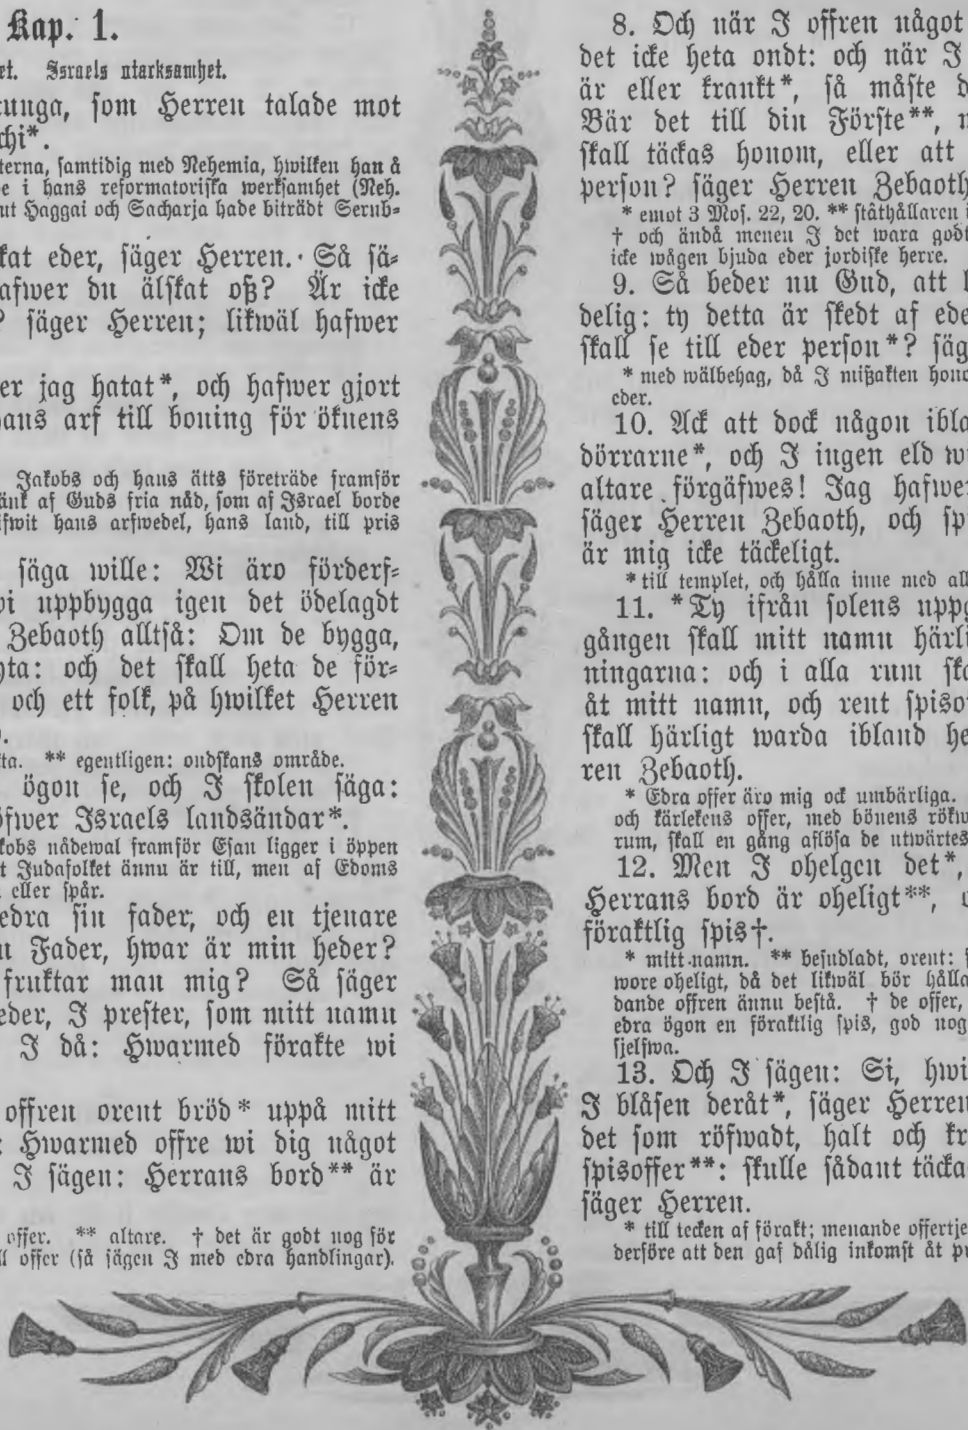 Kap. 1.
et. Israels otacksamhet.
tunga, som Herren talade mot
chi*.
terna, samtidig med Nehemia, hwilken han å
e i hans reformatoriska werksamhet (Neh.
ut Haggai och Sacharja hade biträdt Serub-
kat eder, säger Herren. Så sä-
afwer du älskat oß? Är icke
? säger Herren; likwäl hafwer
er jag hatat*, och hafwer gjort
hans arf till boning för öknens
Jakobs och hans ätts företräde framför
änk af Guds fria nåd, som af Israel borde
ifwit hans arfwedel, hans land, till pris
säga wille: Wi äro förderf-
wi uppbygga igen det ödelagdt
Zebaoth alltså: Om de bygga,
yta: och det skall heta de för-
och ett folk, på hwilket Herren
.
ta. ** egentligen: ondskans område.
ögon se, och I skolen säga:
öfwer Israels landsändar*.
kobs nådewal framför Esau ligger i öppen
t Judafolket ännu är till, men af Edoms
eller spår.
edra sin fader, och en tjenare
n Fader, hwar är min heder?
fruktar man mig? Så säger
eder, I prester, som mitt namn
I då: Hwarmed förakte wi
offren orent bröd* uppå mitt
: Hwarmed offre wi dig något
I sägen: Herrans bord** är
offer. ** altare. † det är godt nog för
ll offer (så sägen I med edra handlingar).
8. Och när I offren något
det icke heta ondt: och när I
är eller krankt*, så måste d
Bär det till din Förste**, m
skall täckas honom, eller att
person? säger Herren Zebaoth
* emot 3 Mos. 22, 20. ** ståthållaren i
† och ändå menen I det wara godt
icke wågen bjuda eder jordiske herre.
9. Så beder nu Gud, att h
delig: ty detta är skedt af ede
skall se till eder person*? säg
* med wälbehag, då I mißakten hono
eder.
10. Ack att dock någon ibla
dörrarne*, och I ingen eld w
altare förgäfwes! Jag hafwe
säger Herren Zebaoth, och sp
är mig icke täckeligt.
* till templet, och hålla inne med all
11. *Ty ifrån solens uppg
gången skall mitt namn härli
ningarna: och i alla rum ska
åt mitt namn, och rent spiso
skall härligt warda ibland he
ren Zebaoth.
* Edra offer äro mig ock umbärliga.
och kärlekens offer, med bönens rökw
rum, skall en gång aflösa de utwärtes
12. Men I ohelgen det*,
Herrans bord är oheligt**, o
föraktlig spis†.
* mitt namn. ** besudladt, orent: s
wore oheligt, då det likwäl bör hålla
dande offren ännu bestå. † de offer,
edra ögon en föraktlig spis, god nog
sjelfwa.
13. Och I sägen: Si, hwi
I blåsen deråt*, säger Herren
det som röfwadt, halt och kr
spisoffer**: skulle sådant täcka
säger Herren.
* till tecken af förakt; menande offertje
derföre att den gaf dålig inkomst åt pr